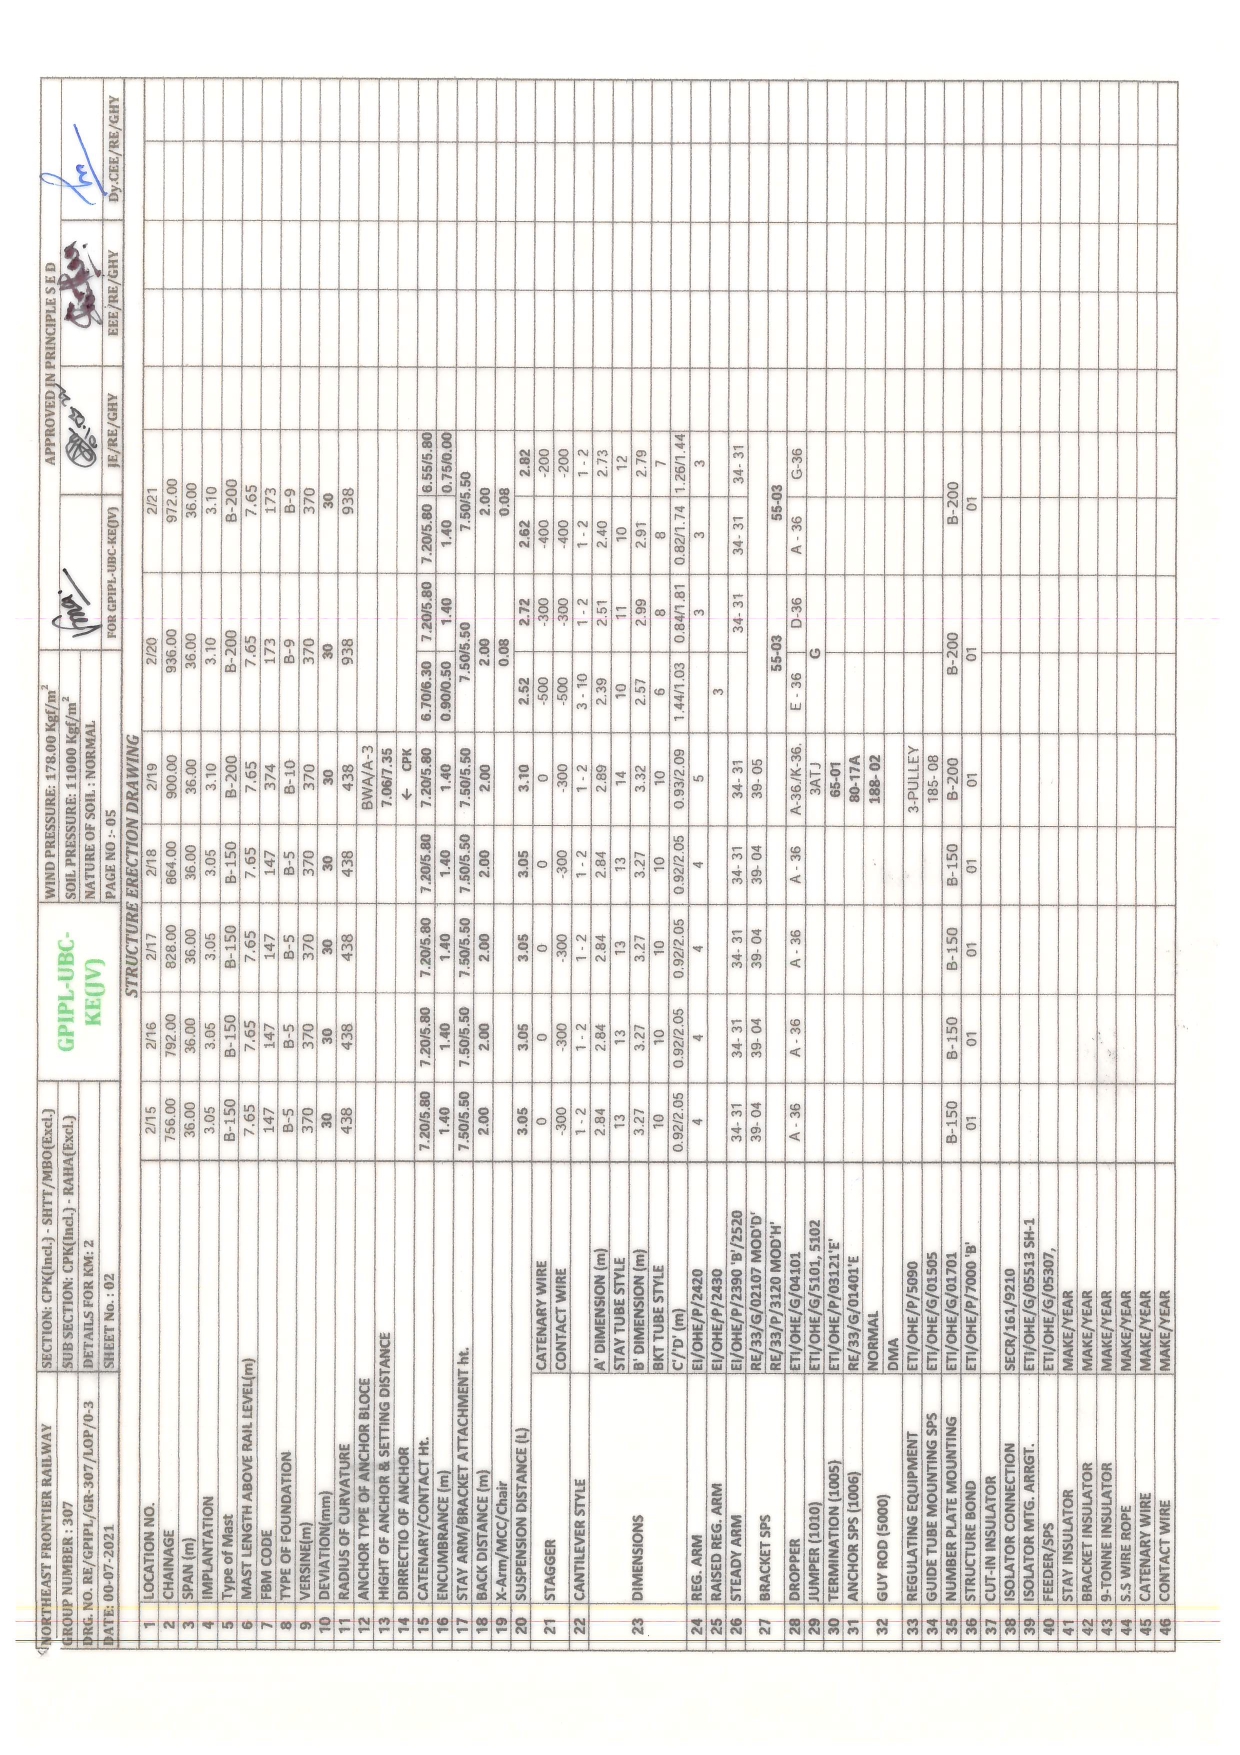 NORTHEAST FRONTIER RAILWAY SECTION: CPK(Incl.) - SHTT/MBO(Excl.) GPIPL-UBC-KE(JV) WIND PRESSURE: 178.00 Kgf/m² APPROVED IN PRINCIPLE S E D
GROUP NUMBER : 307 SUB SECTION: CPK(Incl.) - RAHA(Excl.) SOIL PRESSURE: 11000 Kgf/m²
DRG. NO. RE/GPIPL/GR-307/LOP/0-3 DETAILS FOR KM: 2 NATURE OF SOIL : NORMAL
DATE: 00-07-2021 SHEET No. : 02 PAGE NO :- 05 FOR GPIPL-UBC-KE(JV) JE/RE/GHY EEE/RE/GHY Dy.CEE/RE/GHY
STRUCTURE ERECTION DRAWING
1 LOCATION NO. 2/15 2/16 2/17 2/18 2/19 2/20 2/21
2 CHAINAGE 756.00 792.00 828.00 864.00 900.00 936.00 972.00
3 SPAN (m) 36.00 36.00 36.00 36.00 36.00 36.00 36.00
4 IMPLANTATION 3.05 3.05 3.05 3.05 3.10 3.10 3.10
5 Type of Mast B-150 B-150 B-150 B-150 B-200 B-200 B-200
6 MAST LENGTH ABOVE RAIL LEVEL(m) 7.65 7.65 7.65 7.65 7.65 7.65 7.65
7 FBM CODE 147 147 147 147 374 173 173
8 TYPE OF FOUNDATION B-5 B-5 B-5 B-5 B-10 B-9 B-9
9 VERSINE(m) 370 370 370 370 370 370 370
10 DEVIATION(mm) 30 30 30 30 30 30 30
11 RADIUS OF CURVATURE 438 438 438 438 438 938 938
12 ANCHOR TYPE OF ANCHOR BLOCE BWA/A-3
13 HIGHT OF ANCHOR & SETTING DISTANCE 7.06/7.35
14 DIRRECTION OF ANCHOR ← CPK
15 CATENARY/CONTACT Ht. 7.20/5.80 7.20/5.80 7.20/5.80 7.20/5.80 7.20/5.80 6.70/6.30 7.20/5.80 7.20/5.80 6.55/5.80
16 ENCUMBRANCE (m) 1.40 1.40 1.40 1.40 1.40 0.90/0.50 1.40 1.40 0.75/0.00
17 STAY ARM/BRACKET ATTACHMENT ht. 7.50/5.50 7.50/5.50 7.50/5.50 7.50/5.50 7.50/5.50 7.50/5.50 7.50/5.50
18 BACK DISTANCE (m) 2.00 2.00 2.00 2.00 2.00 2.00 2.00
19 X-Arm/MCC/Chair 0.08 0.08
20 SUSPENSION DISTANCE (L) 3.05 3.05 3.05 3.05 3.10 2.52 2.72 2.62 2.82
21 STAGGER CATENARY WIRE 0 0 0 0 0 -500 -300 -400 -200
CONTACT WIRE -300 -300 -300 -300 -300 -500 -300 -400 -200
22 CANTILEVER STYLE 1 - 2 1 - 2 1 - 2 1 - 2 1 - 2 3 - 10 1 - 2 1 - 2 1 - 2
23 DIMENSIONS A' DIMENSION (m) 2.84 2.84 2.84 2.84 2.89 2.39 2.51 2.40 2.73
STAY TUBE STYLE 13 13 13 13 14 10 11 10 12
B' DIMENSION (m) 3.27 3.27 3.27 3.27 3.32 2.57 2.99 2.91 2.79
BKT TUBE STYLE 10 10 10 10 10 6 8 8 7
C'/'D' (m) 0.92/2.05 0.92/2.05 0.92/2.05 0.92/2.05 0.93/2.09 1.44/1.03 0.84/1.81 0.82/1.74 1.26/1.44
24 REG. ARM EI/OHE/P/2420 4 4 4 4 5 3 3 3
25 RAISED REG. ARM EI/OHE/P/2430 3
26 STEADY ARM EI/OHE/P/2390 'B'/2520 34- 31 34- 31 34- 31 34- 31 34- 31 34- 31 34- 31 34- 31
27 BRACKET SPS RE/33/G/02107 MOD'D' 39- 04 39- 04 39- 04 39- 04 39- 05
RE/33/P/3120 MOD'H' 55-03 55-03
28 DROPPER ETI/OHE/G/04101 A - 36 A - 36 A - 36 A - 36 A-36./K-36. E - 36 D-36 A - 36 G-36
29 JUMPER (1010) ETI/OHE/G/5101, 5102 3ATJ G
30 TERMINATION (1005) ETI/OHE/P/03121'E' 65-01
31 ANCHOR SPS (1006) RE/33/G/01401'E 80-17A
32 GUY ROD (5000) NORMAL 188- 02
DMA
33 REGULATING EQUIPMENT ETI/OHE/P/5090 3-PULLEY
34 GUIDE TUBE MOUNTING SPS ETI/OHE/G/01505 185- 08
35 NUMBER PLATE MOUNTING ETI/OHE/G/01701 B-150 B-150 B-150 B-150 B-200 B-200 B-200
36 STRUCTURE BOND ETI/OHE/P/7000 'B' 01 01 01 01 01 01 01
37 CUT-IN INSULATOR
38 ISOLATOR CONNECTION SECR/161/9210
39 ISOLATOR MTG. ARRGT. ETI/OHE/G/05513 SH-1
40 FEEDER/SPS ETI/OHE/G/05307,
41 STAY INSULATOR MAKE/YEAR
42 BRACKET INSULATOR MAKE/YEAR
43 9-TONNE INSULATOR MAKE/YEAR
44 S.S WIRE ROPE MAKE/YEAR
45 CATENARY WIRE MAKE/YEAR
46 CONTACT WIRE MAKE/YEAR